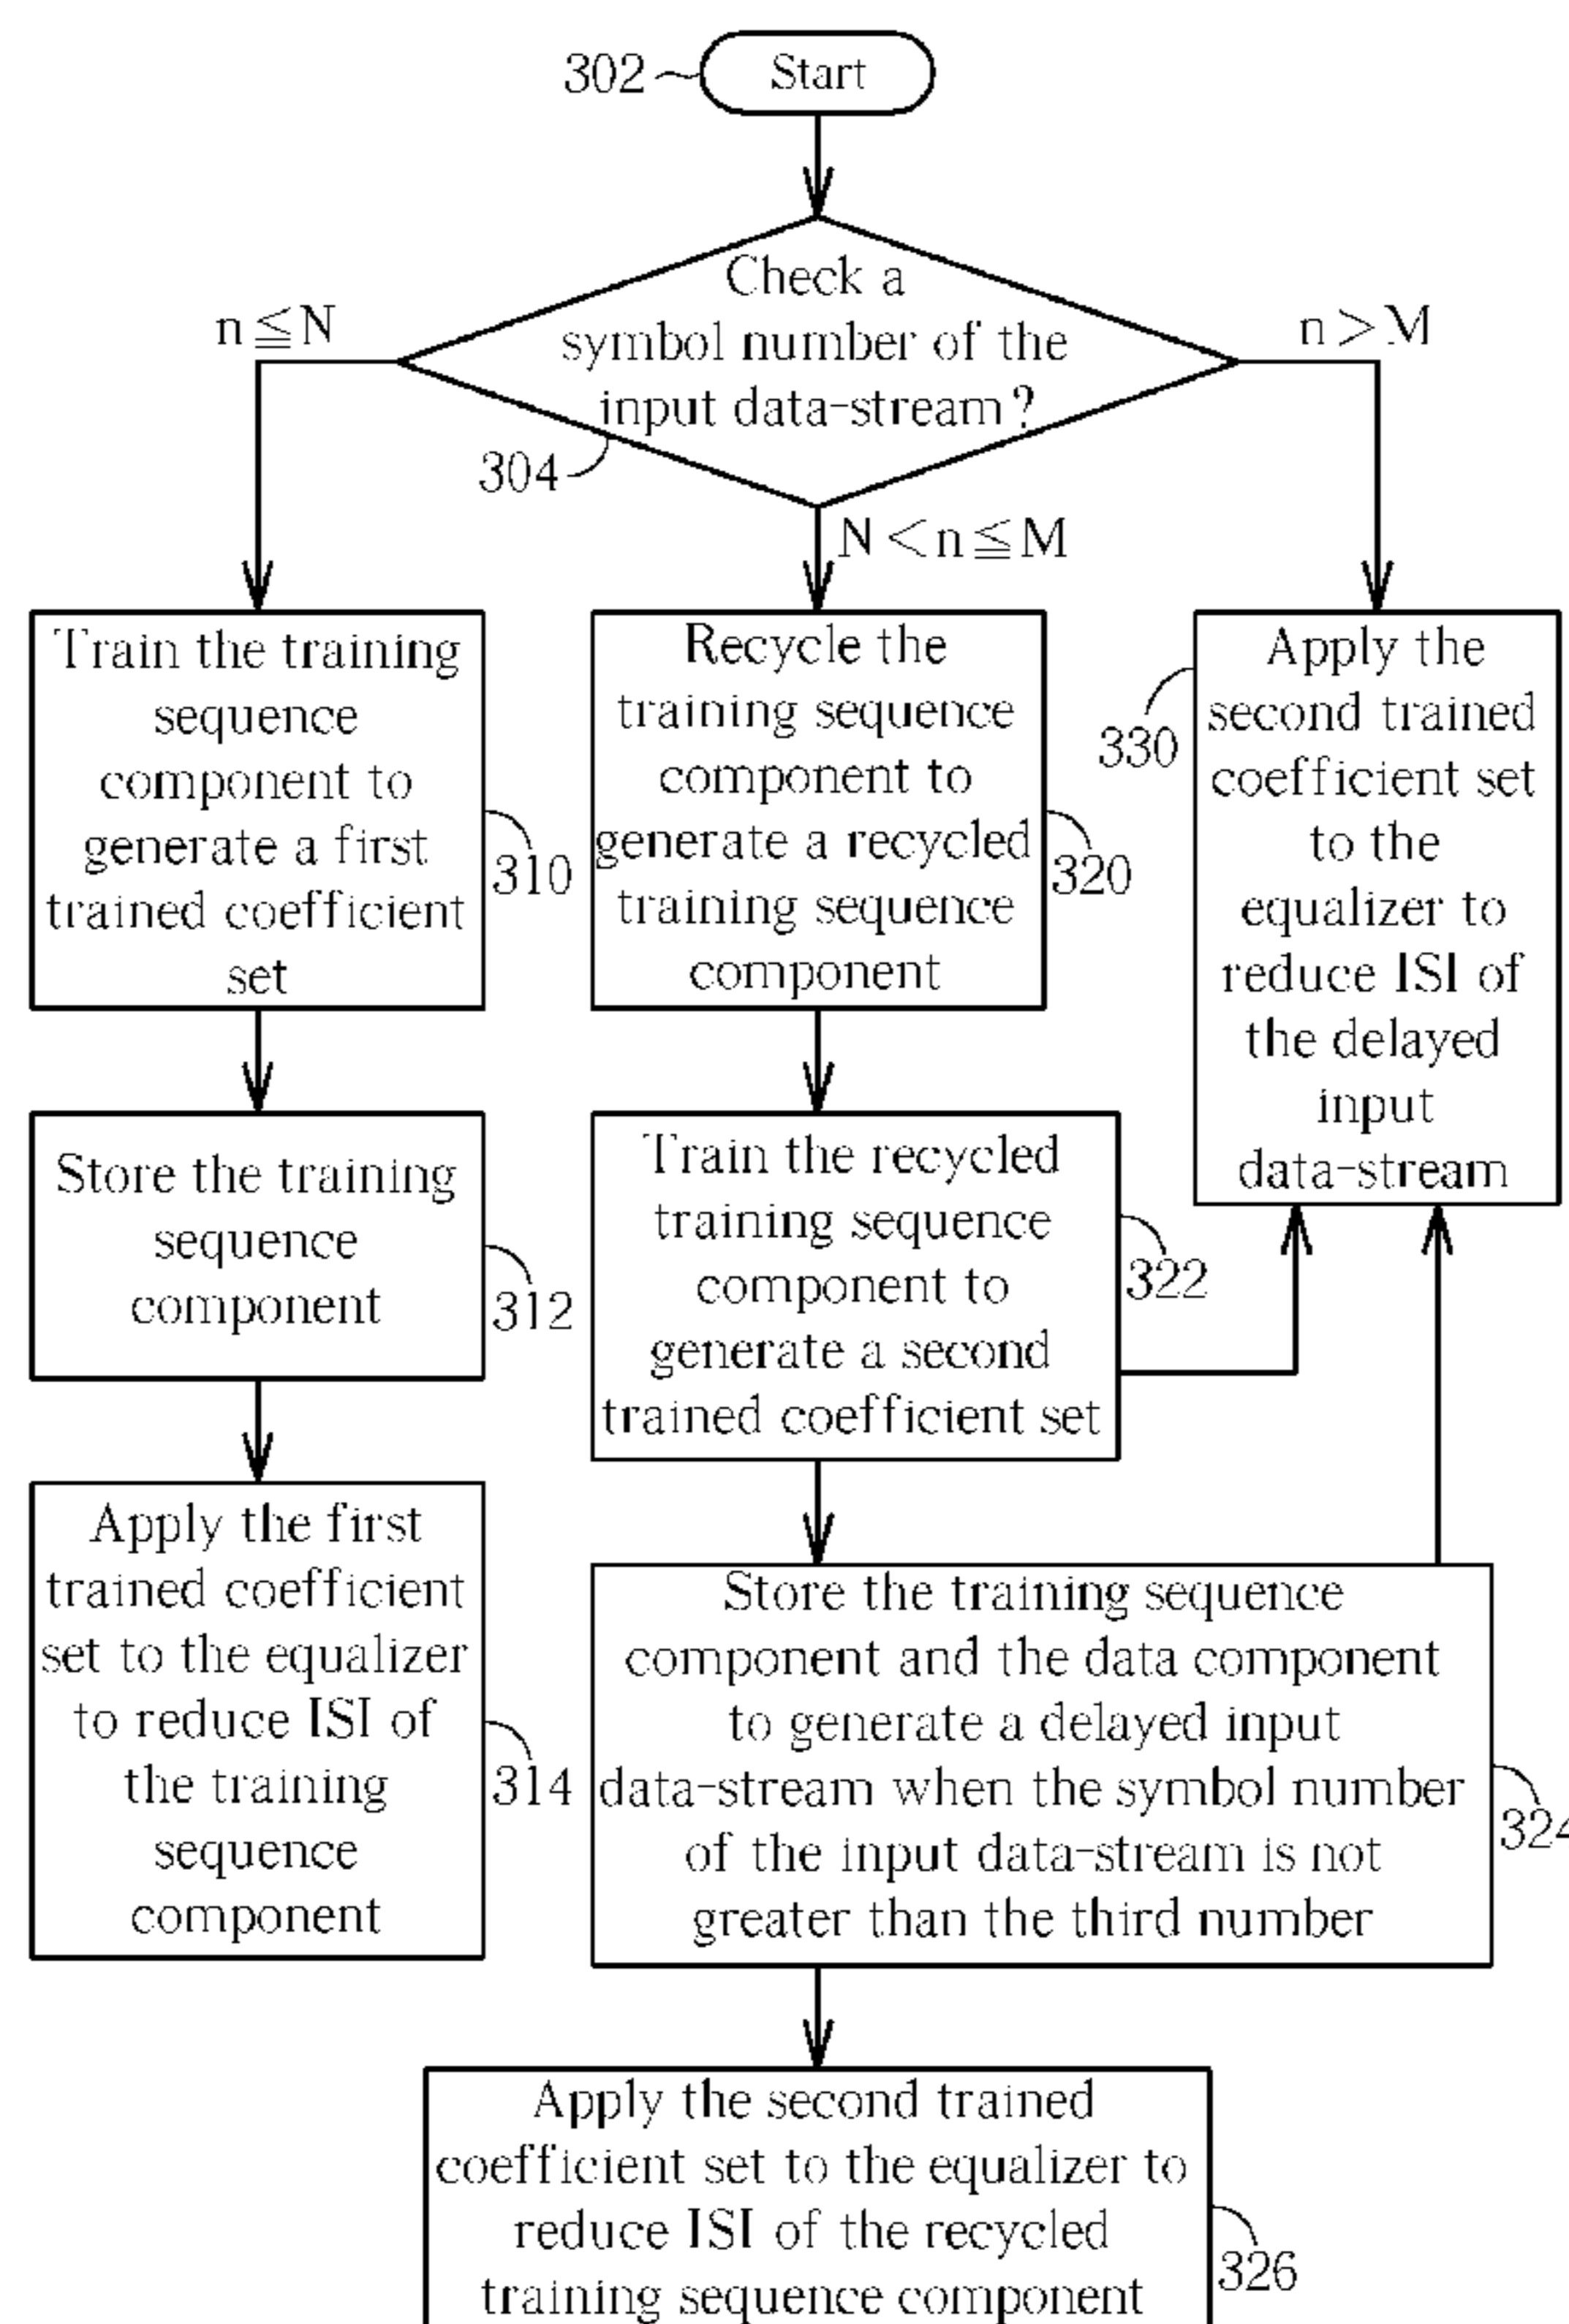 302
Start
Check a
symbol number of the
input data-stream?
304
n≦N
N<n≦M
n>M
Train the training
sequence
component to
generate a first
trained coefficient
set
310
Store the training
sequence
component
312
Apply the first
trained coefficient
set to the equalizer
to reduce ISI of
the training
sequence
component
314
Recycle the
training sequence
component to
generate a recycled
training sequence
component
320
Train the recycled
training sequence
component to
generate a second
trained coefficient set
322
Store the training sequence
component and the data component
to generate a delayed input
data-stream when the symbol number
of the input data-stream is not
greater than the third number
324
Apply the second trained
coefficient set to the equalizer to
reduce ISI of the recycled
training sequence component
326
Apply the
second trained
coefficient set
to the
equalizer to
reduce ISI of
the delayed
input
data-stream
330